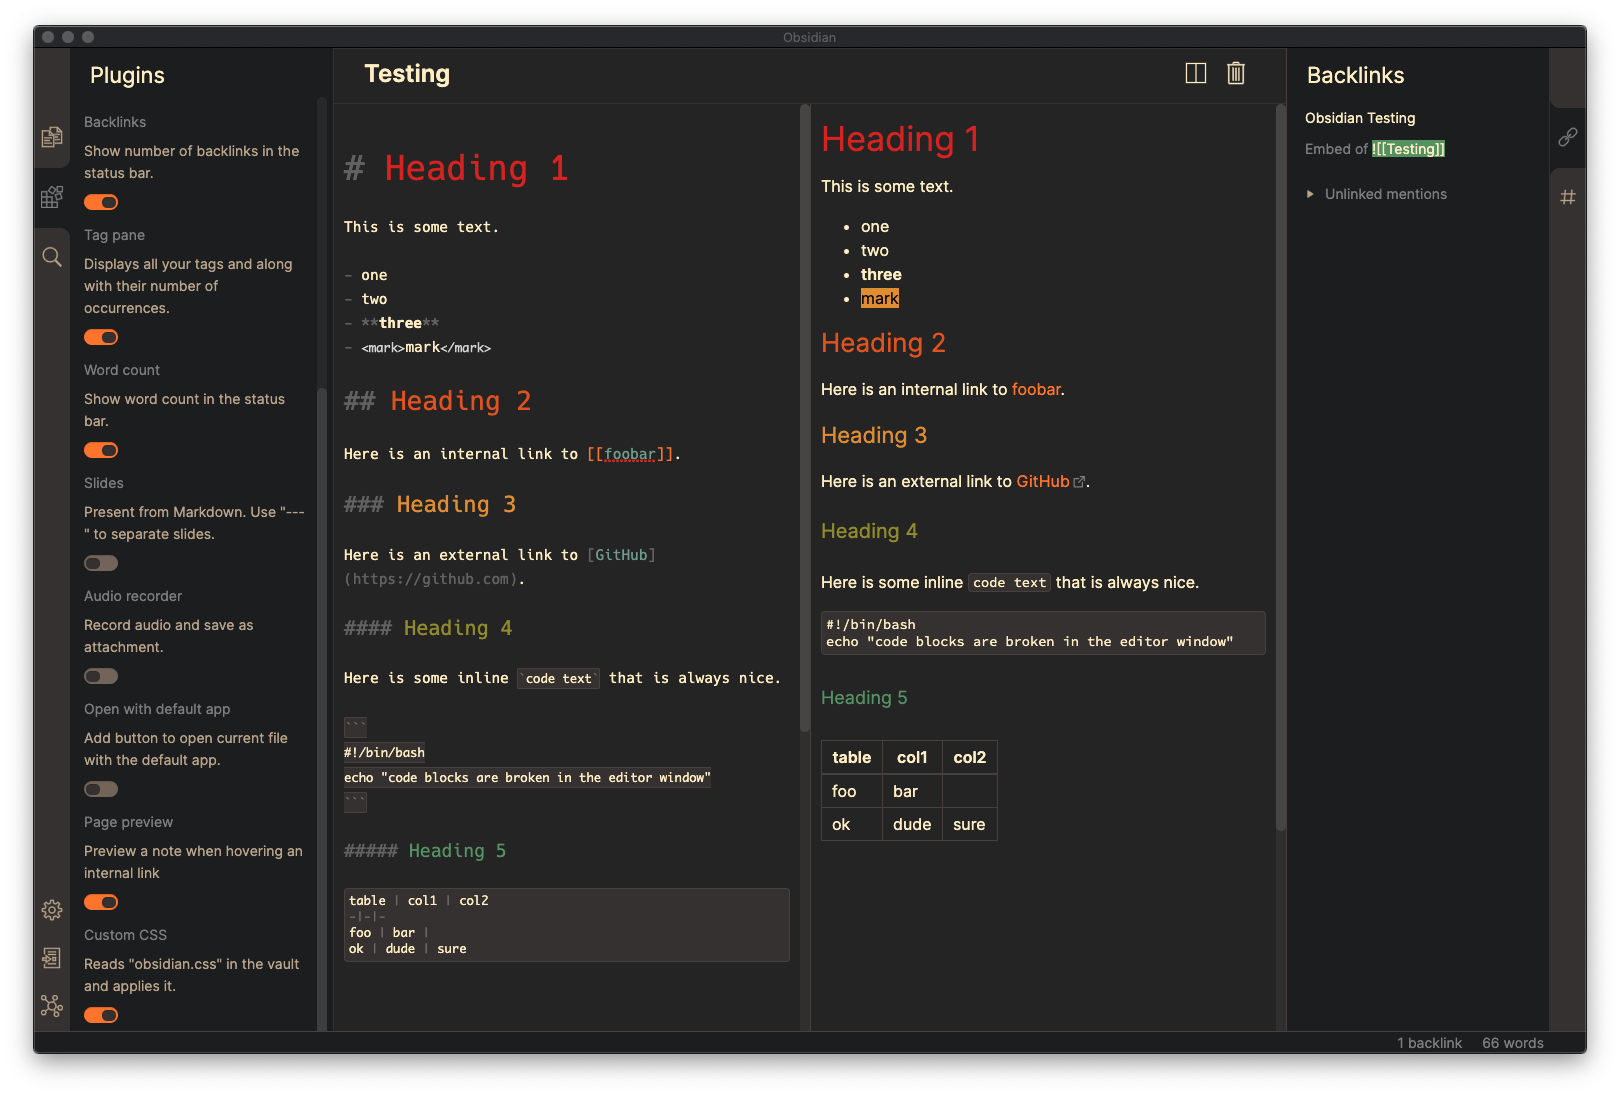 Obsidian
Plugins
Backlinks
Show number of backlinks in the
status bar.
Tag pane
Displays all your tags and along
with their number of
occurrences.
Word count
Show word count in the status
bar.
Slides
Present from Markdown. Use "---
" to separate slides.
Audio recorder
Record audio and save as
attachment.
Open with default app
Add button to open current file
with the default app.
Page preview
Preview a note when hovering an
internal link
Custom CSS
Reads "obsidian.css" in the vault
and applies it.
Testing
# Heading 1
This is some text.
- one
- two
- **three**
- <mark>mark</mark>
## Heading 2
Here is an internal link to [[foobar]].
### Heading 3
Here is an external link to [GitHub]
(https://github.com).
#### Heading 4
Here is some inline `code text` that is always nice.
```
#!/bin/bash
echo "code blocks are broken in the editor window"
```
##### Heading 5
table | col1 | col2
-|-|-
foo | bar |
ok | dude | sure
Heading 1
This is some text.
• one
• two
• three
• mark
Heading 2
Here is an internal link to foobar.
Heading 3
Here is an external link to GitHub.
Heading 4
Here is some inline code text that is always nice.
#!/bin/bash
echo "code blocks are broken in the editor window"
Heading 5
table col1 col2
foo bar
ok dude sure
Backlinks
Obsidian Testing
Embed of ![[Testing]]
Unlinked mentions
#
1 backlink 66 words